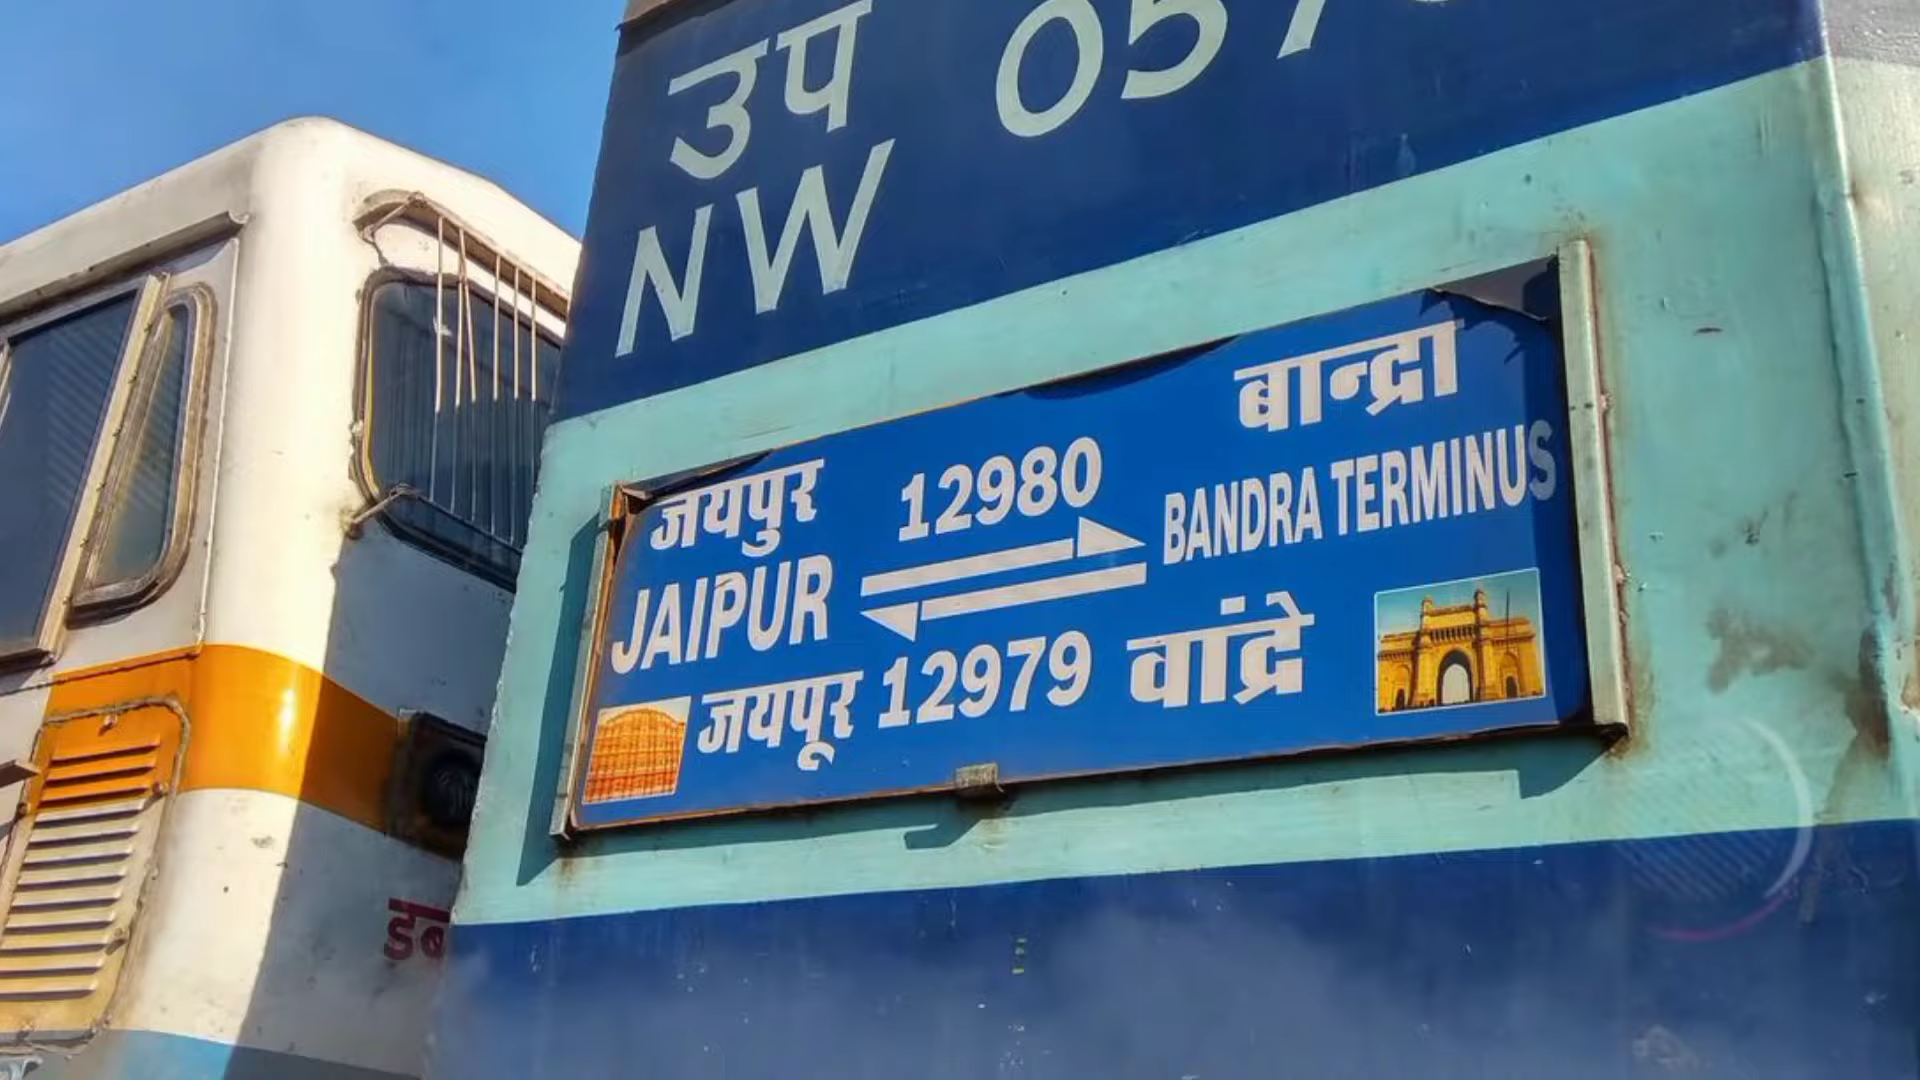 उप 057
NW
जयपुर 12980 बान्द्रा
JAIPUR BANDRA TERMINUS
जयपूर 12979 वांद्रे